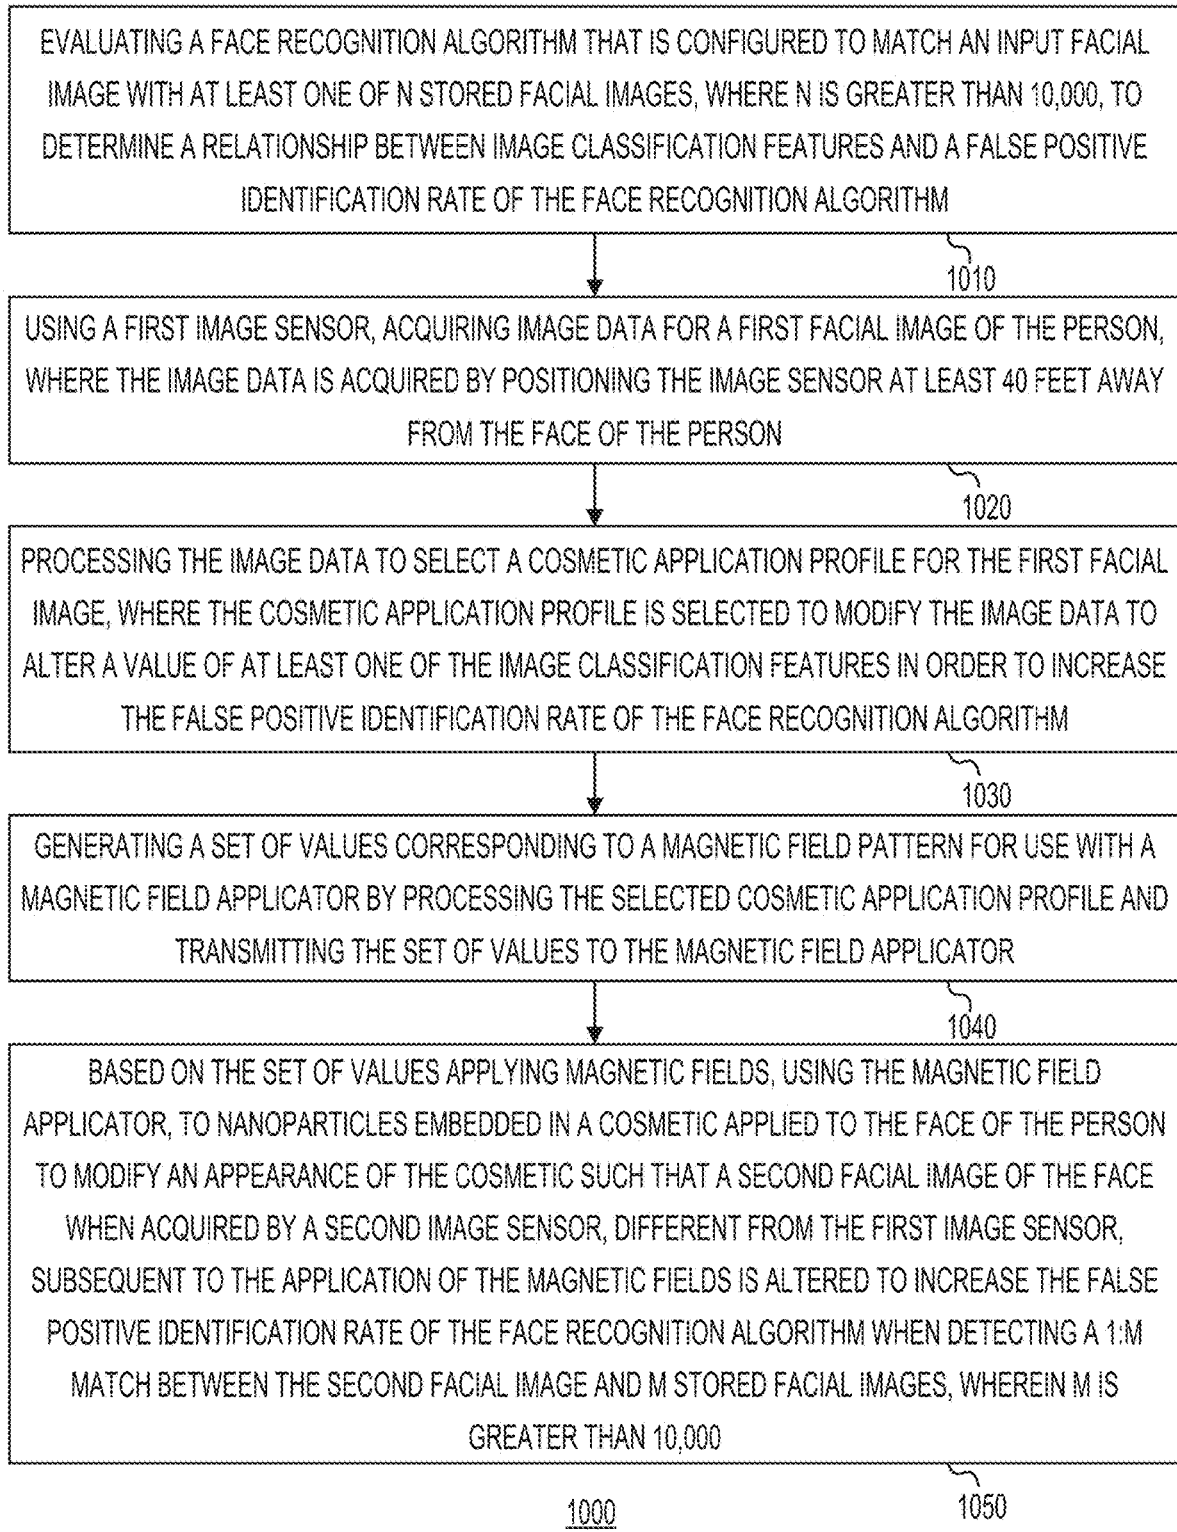 EVALUATING A FACE RECOGNITION ALGORITHM THAT IS CONFIGURED TO MATCH AN INPUT FACIAL
IMAGE WITH AT LEAST ONE OF N STORED FACIAL IMAGES, WHERE N IS GREATER THAN 10,000, TO
DETERMINE A RELATIONSHIP BETWEEN IMAGE CLASSIFICATION FEATURES AND A FALSE POSITIVE
IDENTIFICATION RATE OF THE FACE RECOGNITION ALGORITHM
1010
USING A FIRST IMAGE SENSOR, ACQUIRING IMAGE DATA FOR A FIRST FACIAL IMAGE OF THE PERSON,
WHERE THE IMAGE DATA IS ACQUIRED BY POSITIONING THE IMAGE SENSOR AT LEAST 40 FEET AWAY
FROM THE FACE OF THE PERSON
1020
PROCESSING THE IMAGE DATA TO SELECT A COSMETIC APPLICATION PROFILE FOR THE FIRST FACIAL
IMAGE, WHERE THE COSMETIC APPLICATION PROFILE IS SELECTED TO MODIFY THE IMAGE DATA TO
ALTER A VALUE OF AT LEAST ONE OF THE IMAGE CLASSIFICATION FEATURES IN ORDER TO INCREASE
THE FALSE POSITIVE IDENTIFICATION RATE OF THE FACE RECOGNITION ALGORITHM
1030
GENERATING A SET OF VALUES CORRESPONDING TO A MAGNETIC FIELD PATTERN FOR USE WITH A
MAGNETIC FIELD APPLICATOR BY PROCESSING THE SELECTED COSMETIC APPLICATION PROFILE AND
TRANSMITTING THE SET OF VALUES TO THE MAGNETIC FIELD APPLICATOR
1040
BASED ON THE SET OF VALUES APPLYING MAGNETIC FIELDS, USING THE MAGNETIC FIELD
APPLICATOR, TO NANOPARTICLES EMBEDDED IN A COSMETIC APPLIED TO THE FACE OF THE PERSON
TO MODIFY AN APPEARANCE OF THE COSMETIC SUCH THAT A SECOND FACIAL IMAGE OF THE FACE
WHEN ACQUIRED BY A SECOND IMAGE SENSOR, DIFFERENT FROM THE FIRST IMAGE SENSOR,
SUBSEQUENT TO THE APPLICATION OF THE MAGNETIC FIELDS IS ALTERED TO INCREASE THE FALSE
POSITIVE IDENTIFICATION RATE OF THE FACE RECOGNITION ALGORITHM WHEN DETECTING A 1:M
MATCH BETWEEN THE SECOND FACIAL IMAGE AND M STORED FACIAL IMAGES, WHEREIN M IS
GREATER THAN 10,000
1050
1000